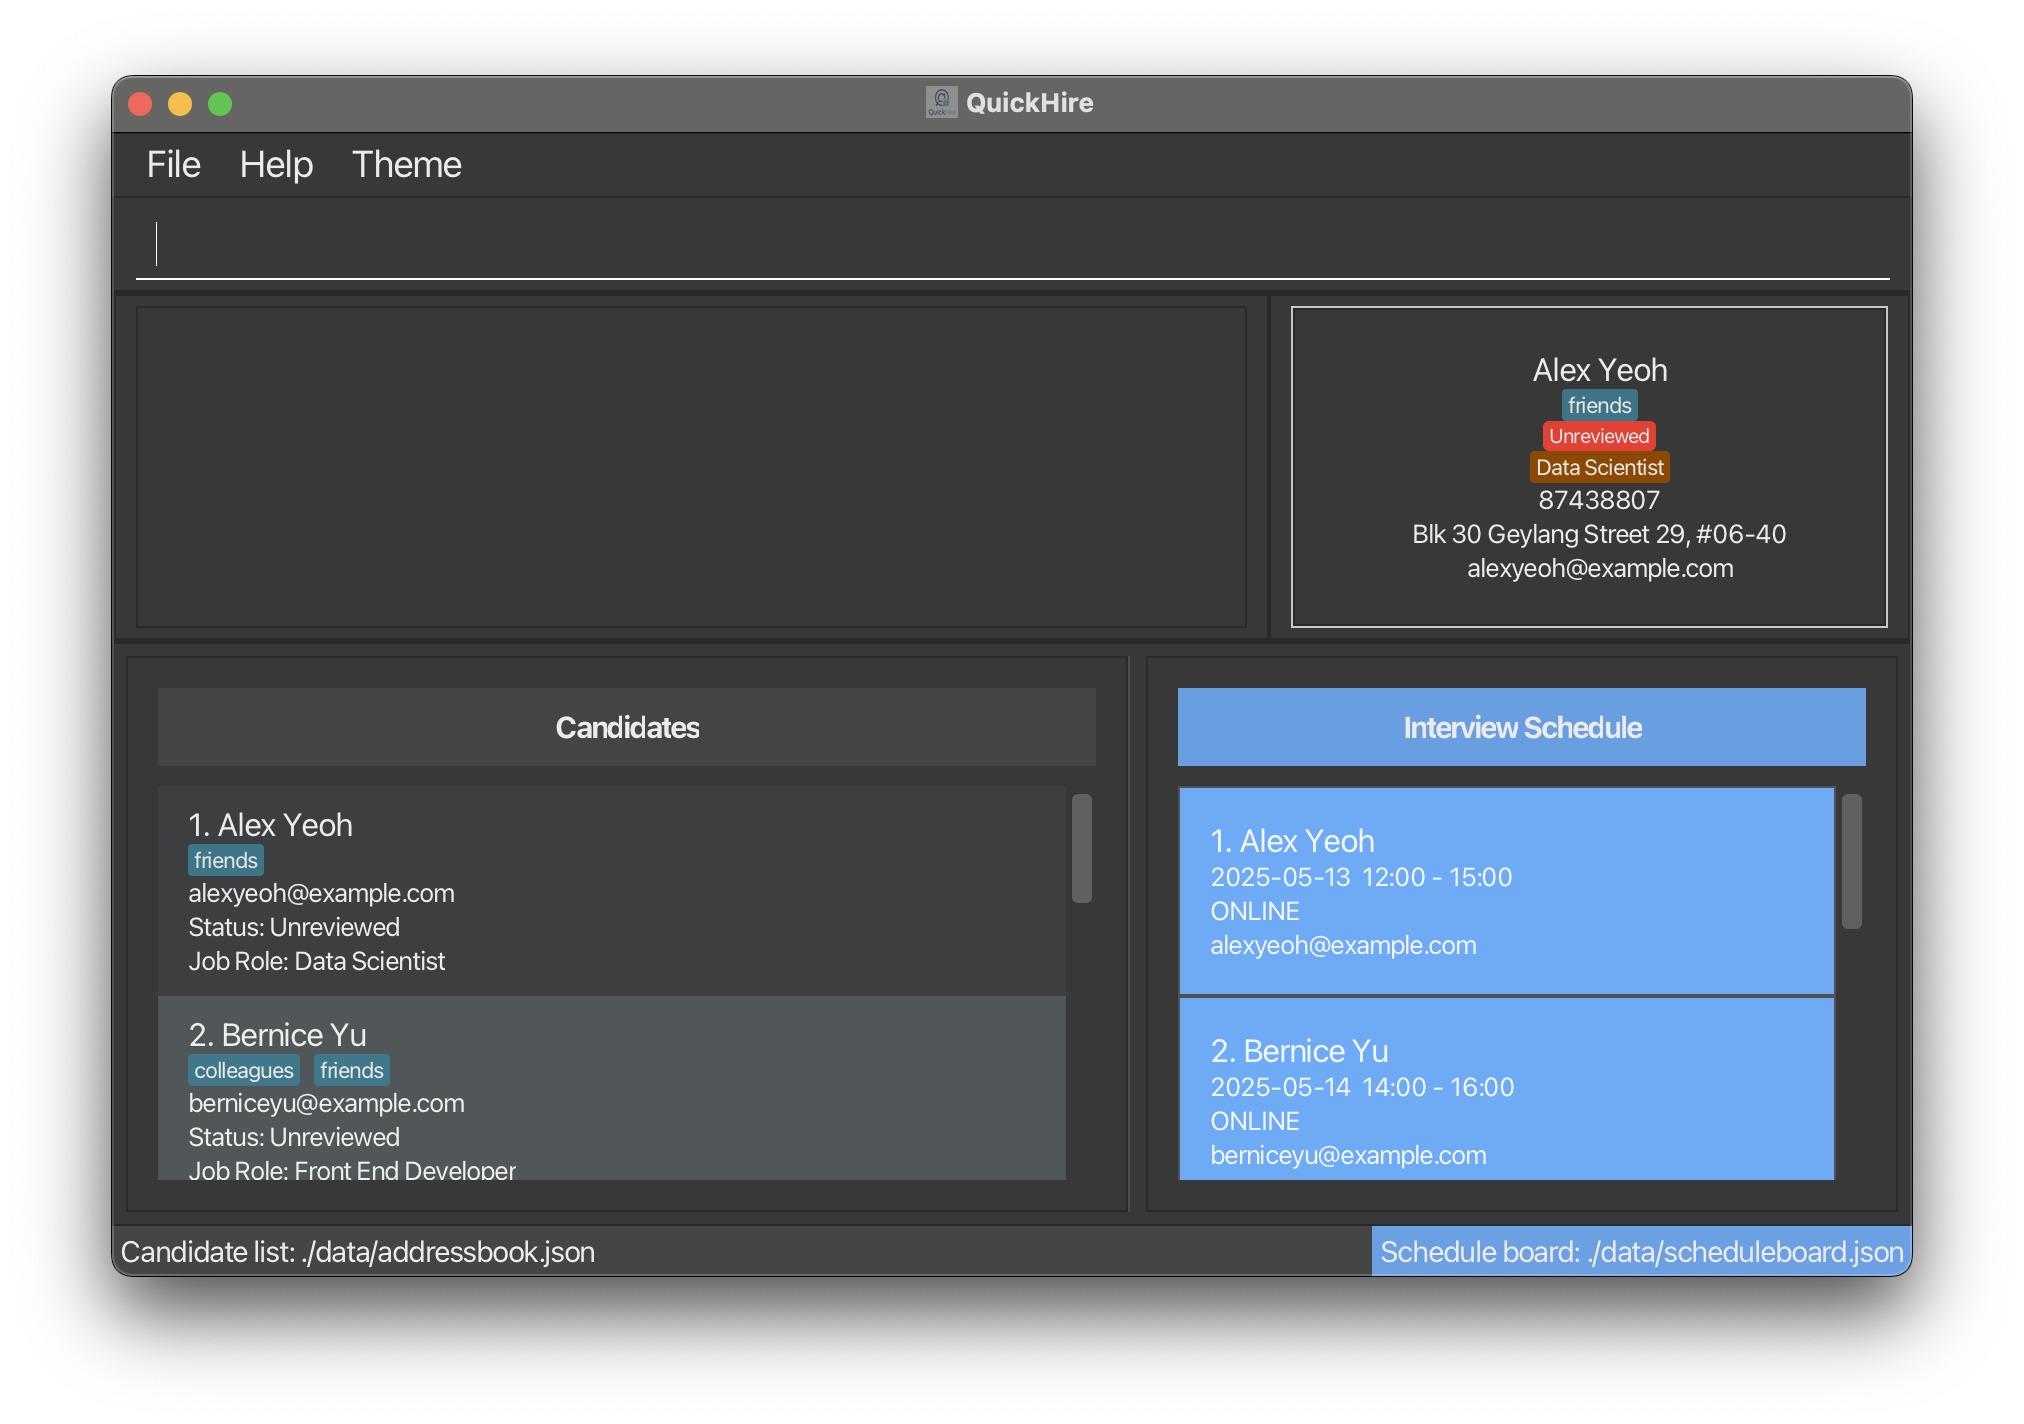 QuickHire
File Help Theme
Alex Yeoh
friends
Unreviewed
Data Scientist
87438807
Blk 30 Geylang Street 29, #06-40
alexyeoh@example.com
Candidates
1. Alex Yeoh
friends
alexyeoh@example.com
Status: Unreviewed
Job Role: Data Scientist
2. Bernice Yu
colleagues friends
berniceyu@example.com
Status: Unreviewed
Job Role: Front End Developer
Interview Schedule
1. Alex Yeoh
2025-05-13 12:00 - 15:00
ONLINE
alexyeoh@example.com
2. Bernice Yu
2025-05-14 14:00 - 16:00
ONLINE
berniceyu@example.com
Candidate list: ./data/addressbook.json
Schedule board: ./data/scheduleboard.json